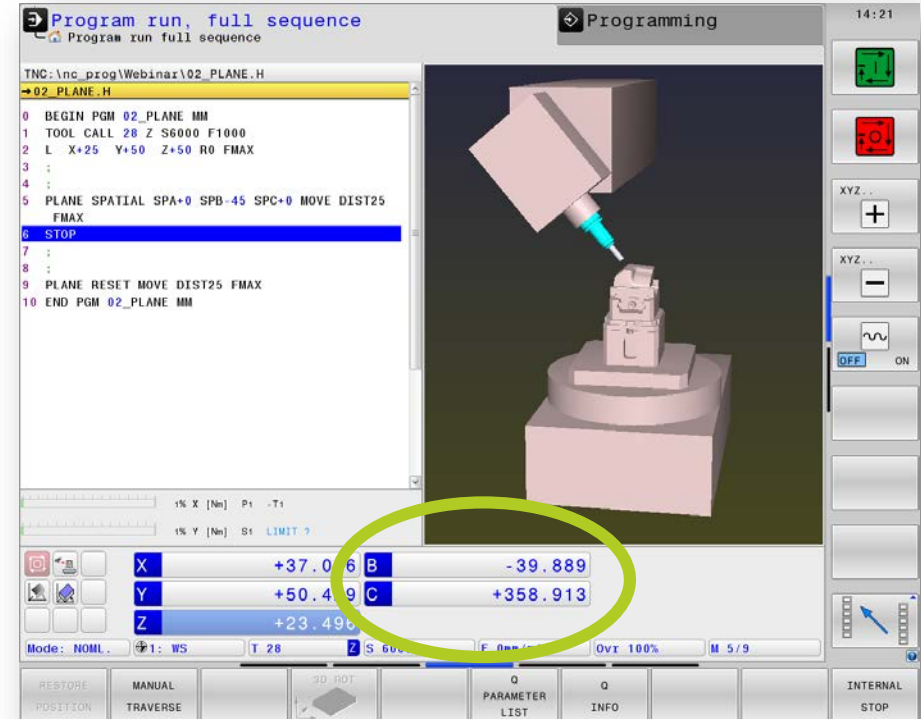 Program run, full sequence
Program run full sequence
Programming
14:21
TNC:\nc_prog\Webinar\02_PLANE.H
→02_PLANE.H
0 BEGIN PGM 02_PLANE MM
1 TOOL CALL 28 Z S6000 F1000
2 L X+25 Y+50 Z+50 R0 FMAX
3 ;
4 ;
5 PLANE SPATIAL SPA+0 SPB-45 SPC+0 MOVE DIST25
FMAX
6 STOP
7 ;
8 ;
9 PLANE RESET MOVE DIST25 FMAX
10 END PGM 02_PLANE MM
XYZ..
+
XYZ..
−
OFF ON
1% X [Nm] P1 -T1
1% Y [Nm] S1 LIMIT ?
X B -39.889
Y +50. C +358.913
Z +23.496
Mode: NOML. 1: WS T 28 Z S F 0mm Ovr 100% M 5/9
RESTORE
POSITION
MANUAL
TRAVERSE
3D ROT
Q
PARAMETER
LIST
Q
INFO
INTERNAL
STOP